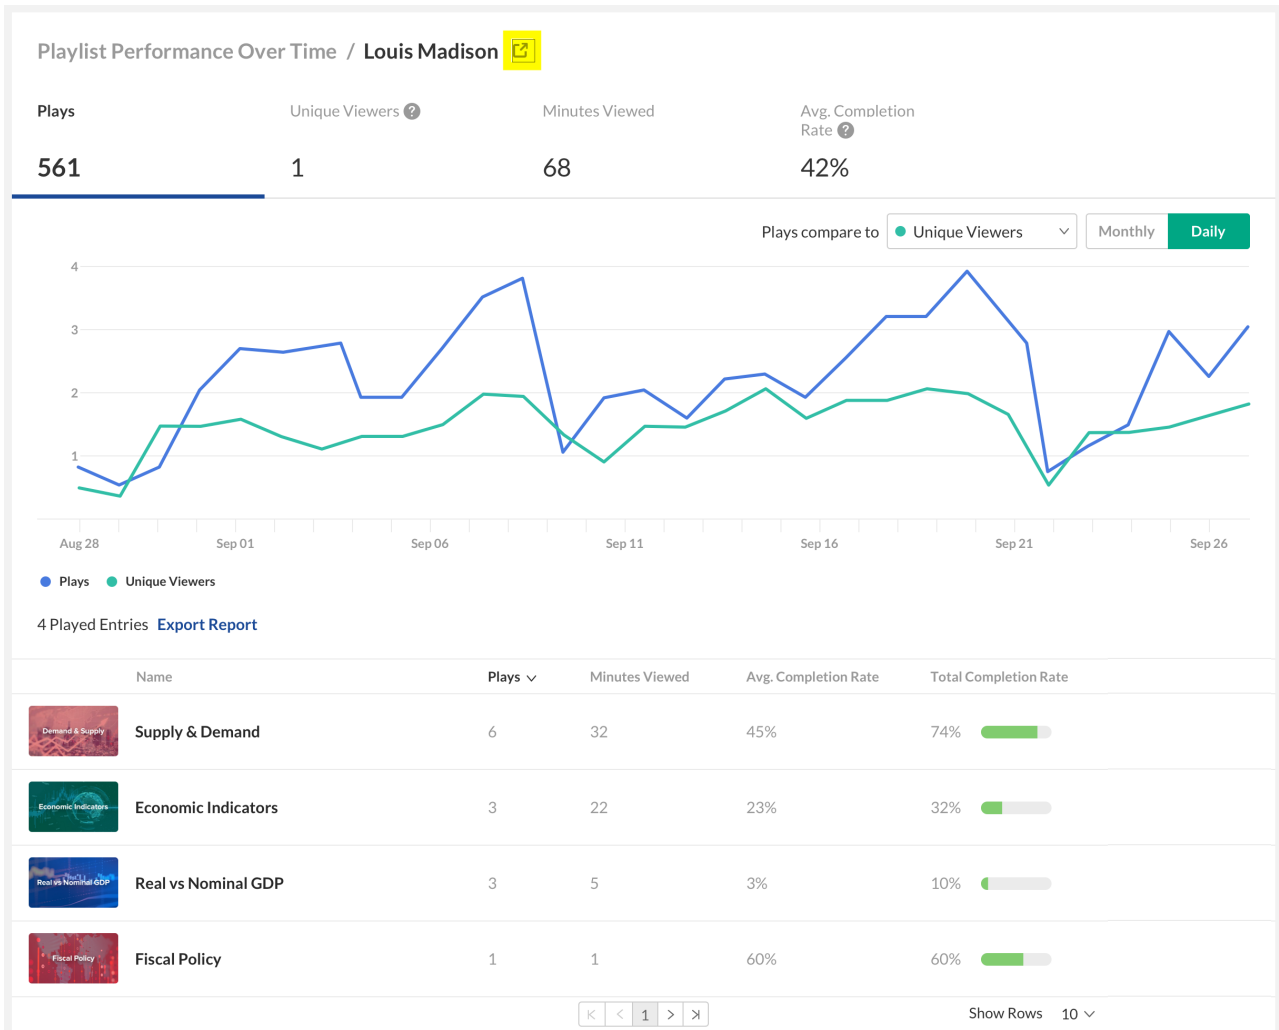 Playlist Performance Over Time / Louis Madison
Plays
Unique Viewers ?
Minutes Viewed
Avg. Completion
Rate ?
561
1
68
42%
Plays compare to
Unique Viewers
Monthly
Daily
4
3
2
1
Aug 28
Sep 01
Sep 06
Sep 11
Sep 16
Sep 21
Sep 26
Plays
Unique Viewers
4 Played Entries Export Report
Name Plays Minutes Viewed Avg. Completion Rate Total Completion Rate
Demand & Supply
Supply & Demand 6 32 45% 74%
Economic Indicators
Economic Indicators 3 22 23% 32%
Real vs Nominal GDP
Real vs Nominal GDP 3 5 3% 10%
Fiscal Policy
Fiscal Policy 1 1 60% 60%
1
Show Rows 10